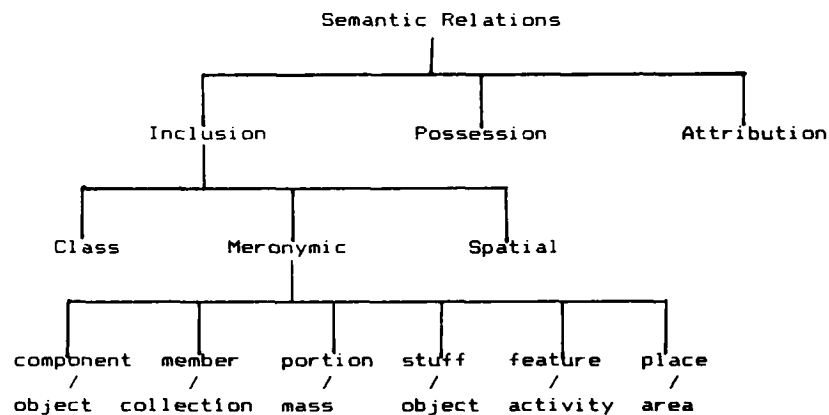 Semantic Relations
Inclusion Possession Attribution
Class Meronymic Spatial
component member portion stuff feature place
/ / / / / /
object collection mass object activity area